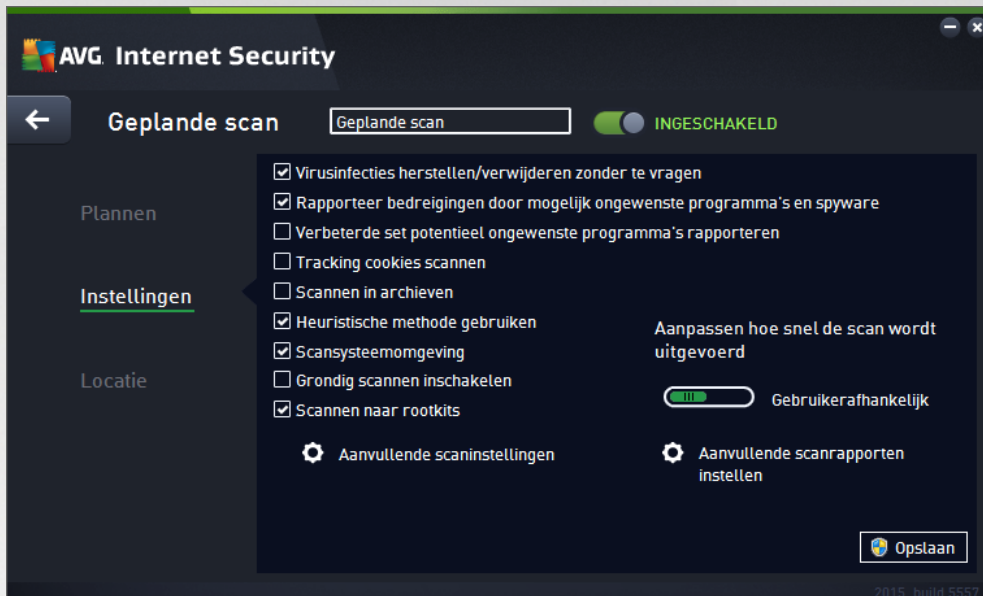 AVG. Internet Security
Geplande scan
Geplande scan
INGESCHAKELD
Plannen
Instellingen
Locatie
Virusinfecties herstellen/verwijderen zonder te vragen
Rapporteer bedreigingen door mogelijk ongewenste programma's en spyware
Verbeterde set potentieel ongewenste programma's rapporteren
Tracking cookies scannen
Scannen in archieven
Heuristische methode gebruiken
Scansysteemomgeving
Grondig scannen inschakelen
Scannen naar rootkits
Aanvullende scaninstellingen
Aanpassen hoe snel de scan wordt
uitgevoerd
Gebruikerafhankelijk
Aanvullende scanrapporten
instellen
Opslaan
2015, build 5557